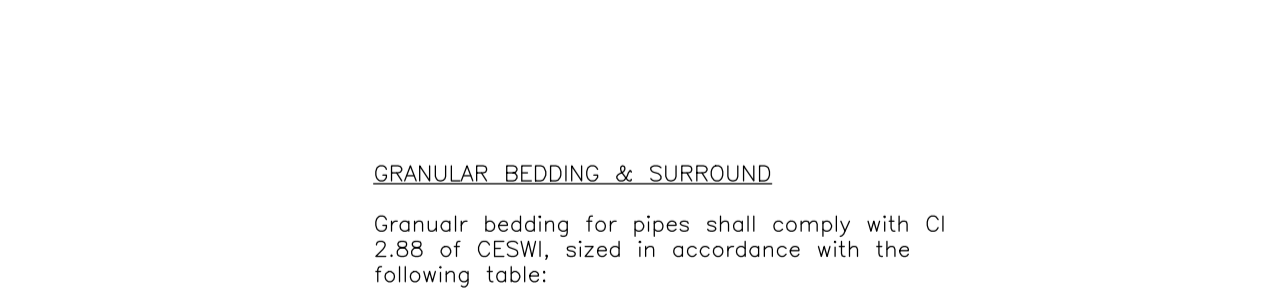 GRANULAR BEDDING & SURROUND
Granualr bedding for pipes shall comply with Cl
2.88 of CESWI, sized in accordance with the
following table: